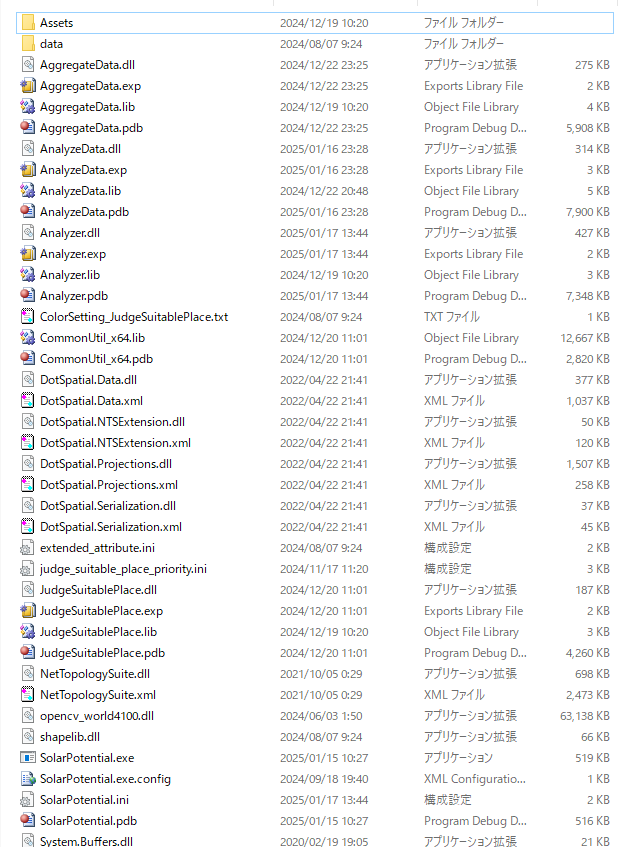 Assets 2024/12/19 10:20 ファイル フォルダー
data 2024/08/07 9:24 ファイル フォルダー
AggregateData.dll 2024/12/22 23:25 アプリケーション拡張 275 KB
AggregateData.exp 2024/12/22 23:25 Exports Library File 2 KB
AggregateData.lib 2024/12/19 10:20 Object File Library 4 KB
AggregateData.pdb 2024/12/22 23:25 Program Debug D... 5,908 KB
AnalyzeData.dll 2025/01/16 23:28 アプリケーション拡張 314 KB
AnalyzeData.exp 2025/01/16 23:28 Exports Library File 3 KB
AnalyzeData.lib 2024/12/22 20:48 Object File Library 5 KB
AnalyzeData.pdb 2025/01/16 23:28 Program Debug D... 7,900 KB
Analyzer.dll 2025/01/17 13:44 アプリケーション拡張 427 KB
Analyzer.exp 2025/01/17 13:44 Exports Library File 2 KB
Analyzer.lib 2024/12/19 10:20 Object File Library 3 KB
Analyzer.pdb 2025/01/17 13:44 Program Debug D... 7,348 KB
ColorSetting_JudgeSuitablePlace.txt 2024/08/07 9:24 TXT ファイル 1 KB
CommonUtil_x64.lib 2024/12/20 11:01 Object File Library 12,667 KB
CommonUtil_x64.pdb 2024/12/20 11:01 Program Debug D... 2,820 KB
DotSpatial.Data.dll 2022/04/22 21:41 アプリケーション拡張 377 KB
DotSpatial.Data.xml 2022/04/22 21:41 XML ファイル 1,037 KB
DotSpatial.NTSExtension.dll 2022/04/22 21:41 アプリケーション拡張 50 KB
DotSpatial.NTSExtension.xml 2022/04/22 21:41 XML ファイル 120 KB
DotSpatial.Projections.dll 2022/04/22 21:41 アプリケーション拡張 1,507 KB
DotSpatial.Projections.xml 2022/04/22 21:41 XML ファイル 258 KB
DotSpatial.Serialization.dll 2022/04/22 21:41 アプリケーション拡張 37 KB
DotSpatial.Serialization.xml 2022/04/22 21:41 XML ファイル 45 KB
extended_attribute.ini 2024/08/07 9:24 構成設定 2 KB
judge_suitable_place_priority.ini 2024/11/17 11:20 構成設定 3 KB
JudgeSuitablePlace.dll 2024/12/20 11:01 アプリケーション拡張 187 KB
JudgeSuitablePlace.exp 2024/12/20 11:01 Exports Library File 2 KB
JudgeSuitablePlace.lib 2024/12/19 10:20 Object File Library 3 KB
JudgeSuitablePlace.pdb 2024/12/20 11:01 Program Debug D... 4,260 KB
NetTopologySuite.dll 2021/10/05 0:29 アプリケーション拡張 698 KB
NetTopologySuite.xml 2021/10/05 0:29 XML ファイル 2,473 KB
opencv_world4100.dll 2024/06/03 1:50 アプリケーション拡張 63,138 KB
shapelib.dll 2024/08/07 9:24 アプリケーション拡張 66 KB
SolarPotential.exe 2025/01/15 10:27 アプリケーション 519 KB
SolarPotential.exe.config 2024/09/18 19:40 XML Configuratio... 1 KB
SolarPotential.ini 2025/01/17 13:44 構成設定 2 KB
SolarPotential.pdb 2025/01/15 10:27 Program Debug D... 516 KB
System.Buffers.dll 2020/02/19 19:05 アプリケーション拡張 21 KB